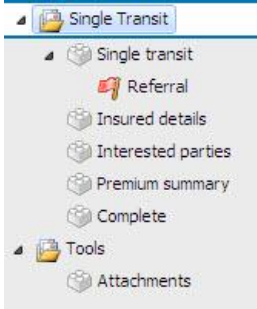 Single Transit
Single transit
Referral
Insured details
Interested parties
Premium summary
Complete
Tools
Attachments